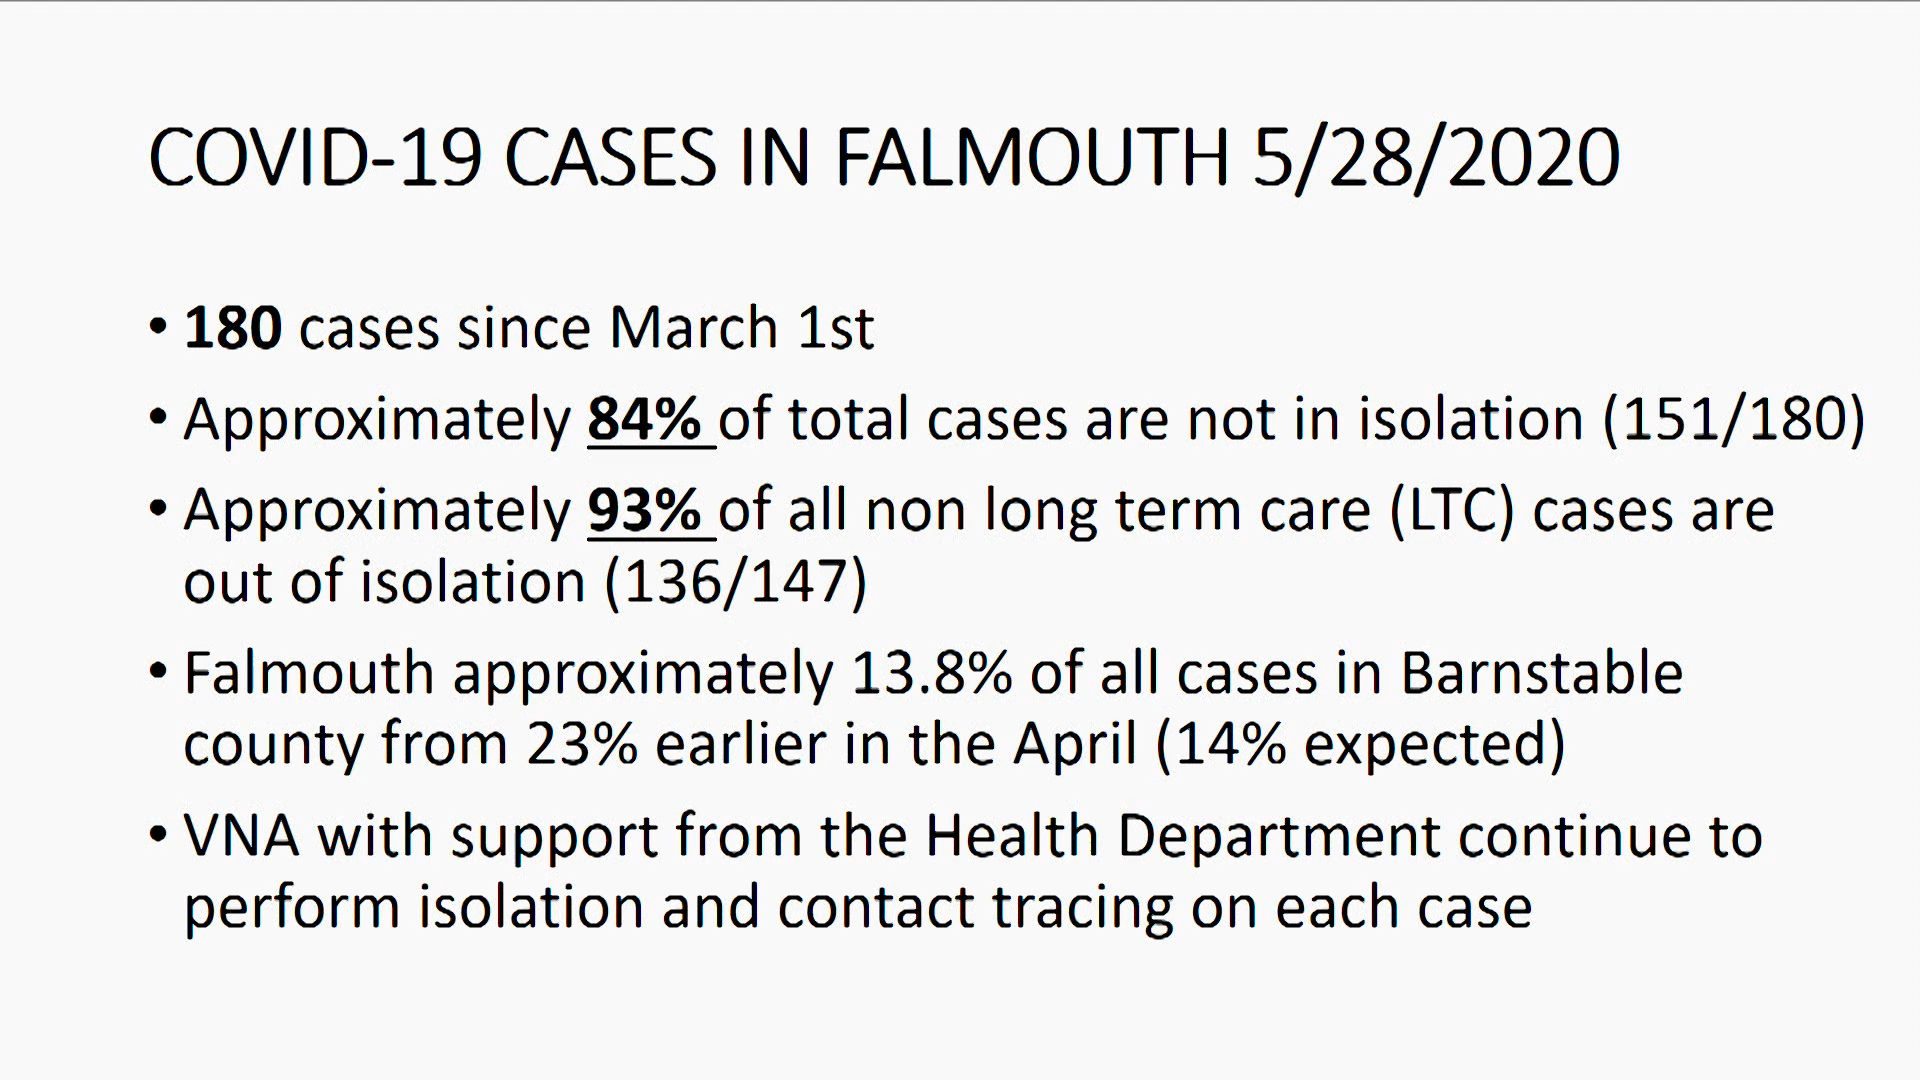 COVID-19 CASES IN FALMOUTH 5/28/2020
• 180 cases since March 1st
• Approximately 84% of total cases are not in isolation (151/180)
• Approximately 93% of all non long term care (LTC) cases are
out of isolation (136/147)
• Falmouth approximately 13.8% of all cases in Barnstable
county from 23% earlier in the April (14% expected)
• VNA with support from the Health Department continue to
perform isolation and contact tracing on each case